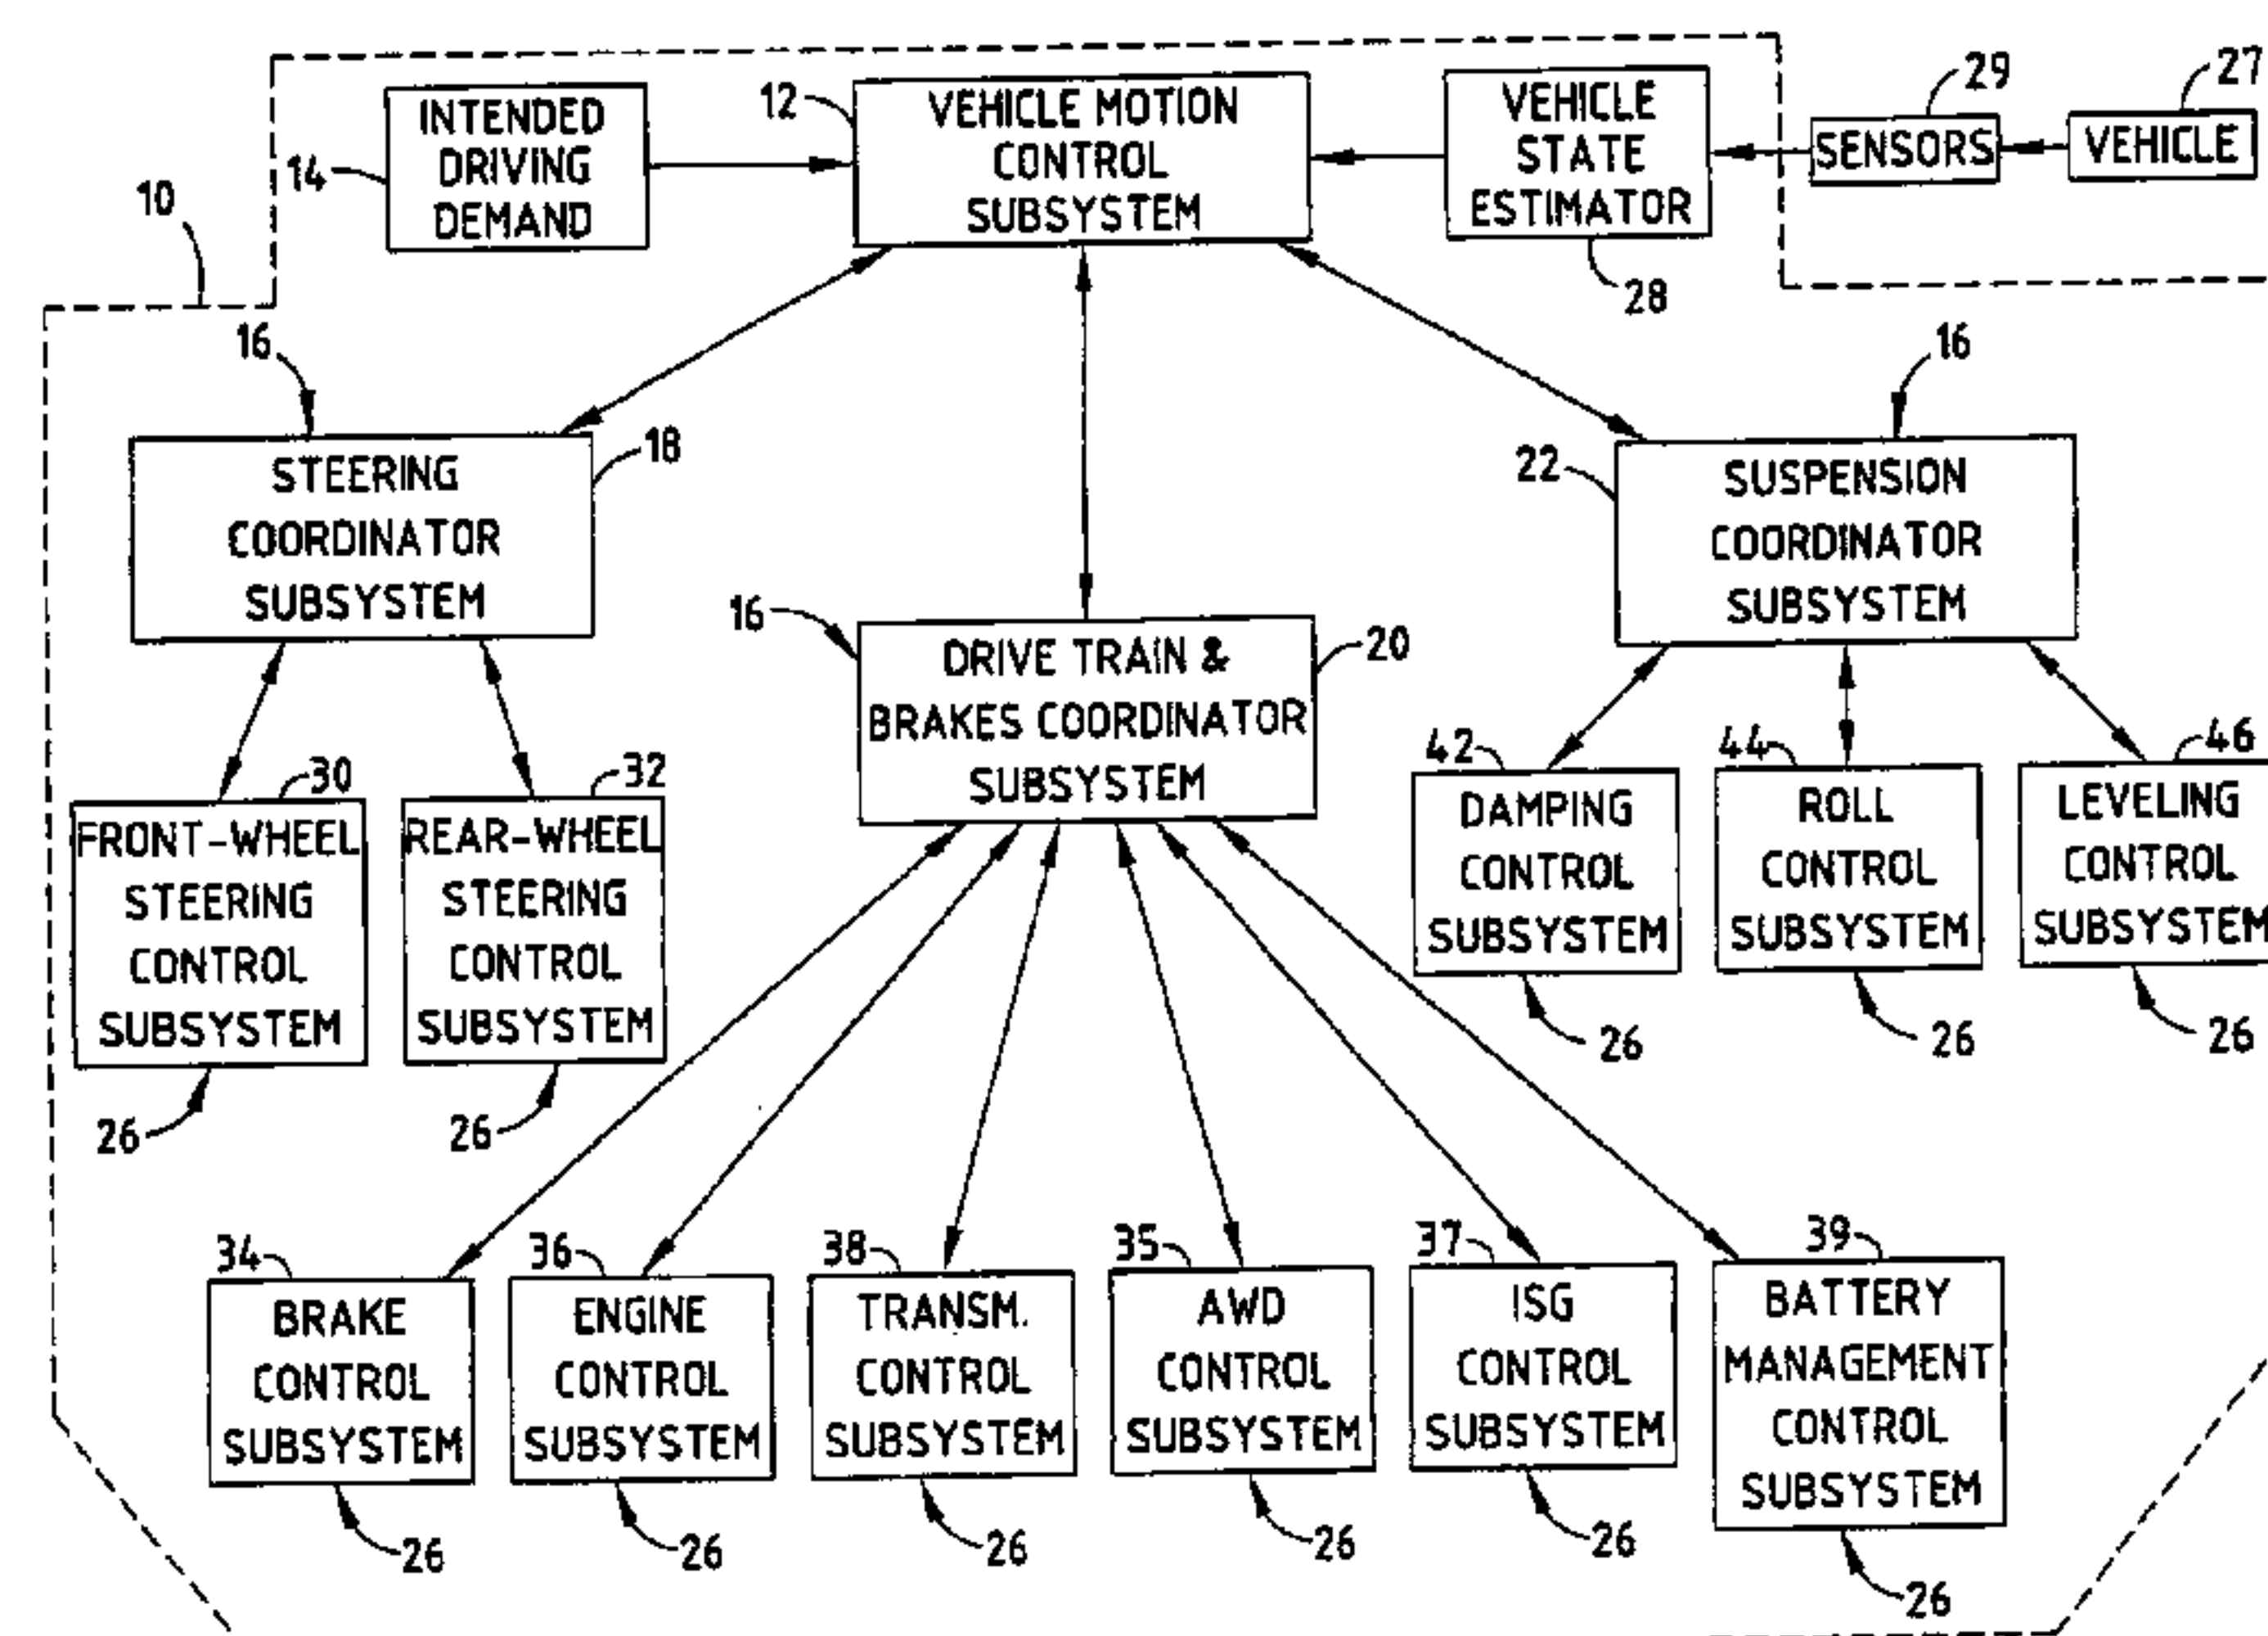 10
14
INTENDED
DRIVING
DEMAND
12
VEHICLE MOTION
CONTROL
SUBSYSTEM
VEHICLE
STATE
ESTIMATOR
28
29
SENSORS
27
VEHICLE
16
18
STEERING
COORDINATOR
SUBSYSTEM
16
20
DRIVE TRAIN &
BRAKES COORDINATOR
SUBSYSTEM
16
22
SUSPENSION
COORDINATOR
SUBSYSTEM
30
FRONT-WHEEL
STEERING
CONTROL
SUBSYSTEM
26
32
REAR-WHEEL
STEERING
CONTROL
SUBSYSTEM
26
42
DAMPING
CONTROL
SUBSYSTEM
26
44
ROLL
CONTROL
SUBSYSTEM
26
46
LEVELING
CONTROL
SUBSYSTEM
26
34
BRAKE
CONTROL
SUBSYSTEM
26
36
ENGINE
CONTROL
SUBSYSTEM
26
38
TRANSM.
CONTROL
SUBSYSTEM
26
35
AWD
CONTROL
SUBSYSTEM
26
37
ISG
CONTROL
SUBSYSTEM
26
39
BATTERY
MANAGEMENT
CONTROL
SUBSYSTEM
26